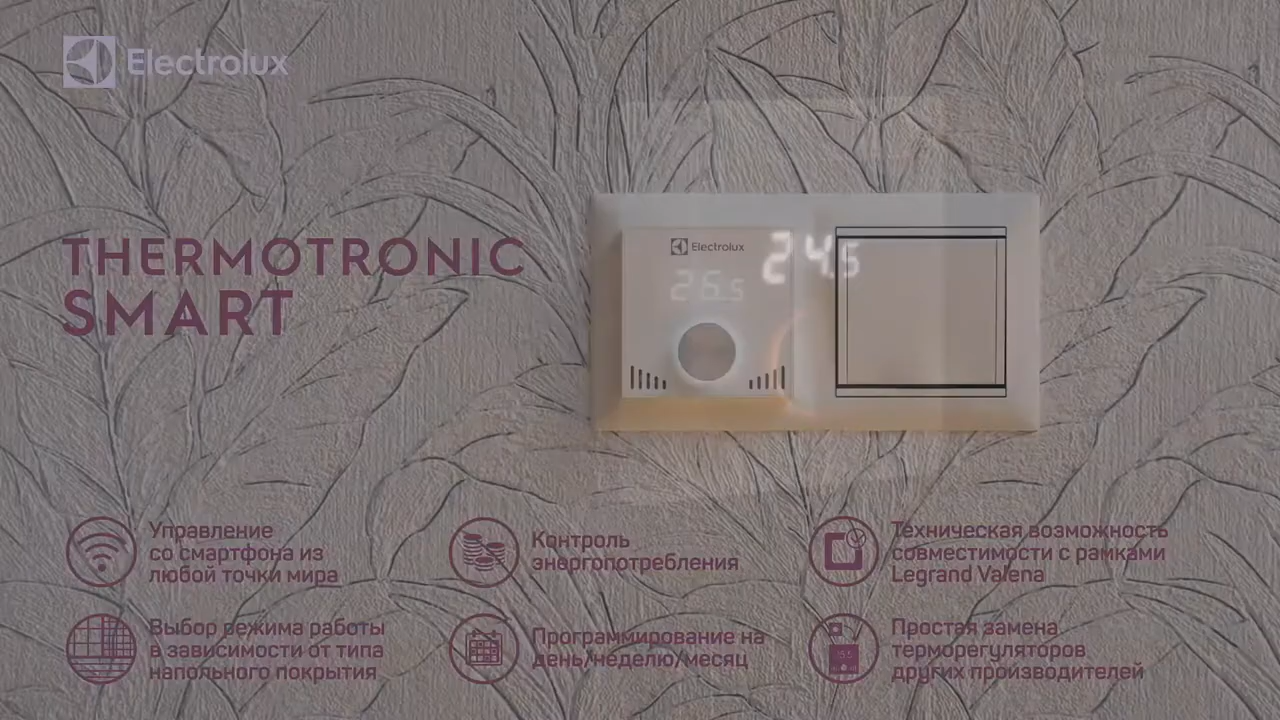 Electrolux
THERMOTRONIC
SMART
Electrolux
26.5
24.5
Управление
со смартфона из
любой точки мира
Контроль
энергопотребления
Техническая возможность
совместимости с рамками
Legrand Valena
Выбор режима работы
в зависимости от типа
напольного покрытия
Программирование на
день/неделю/месяц
Простая замена
терморегуляторов
других производителей